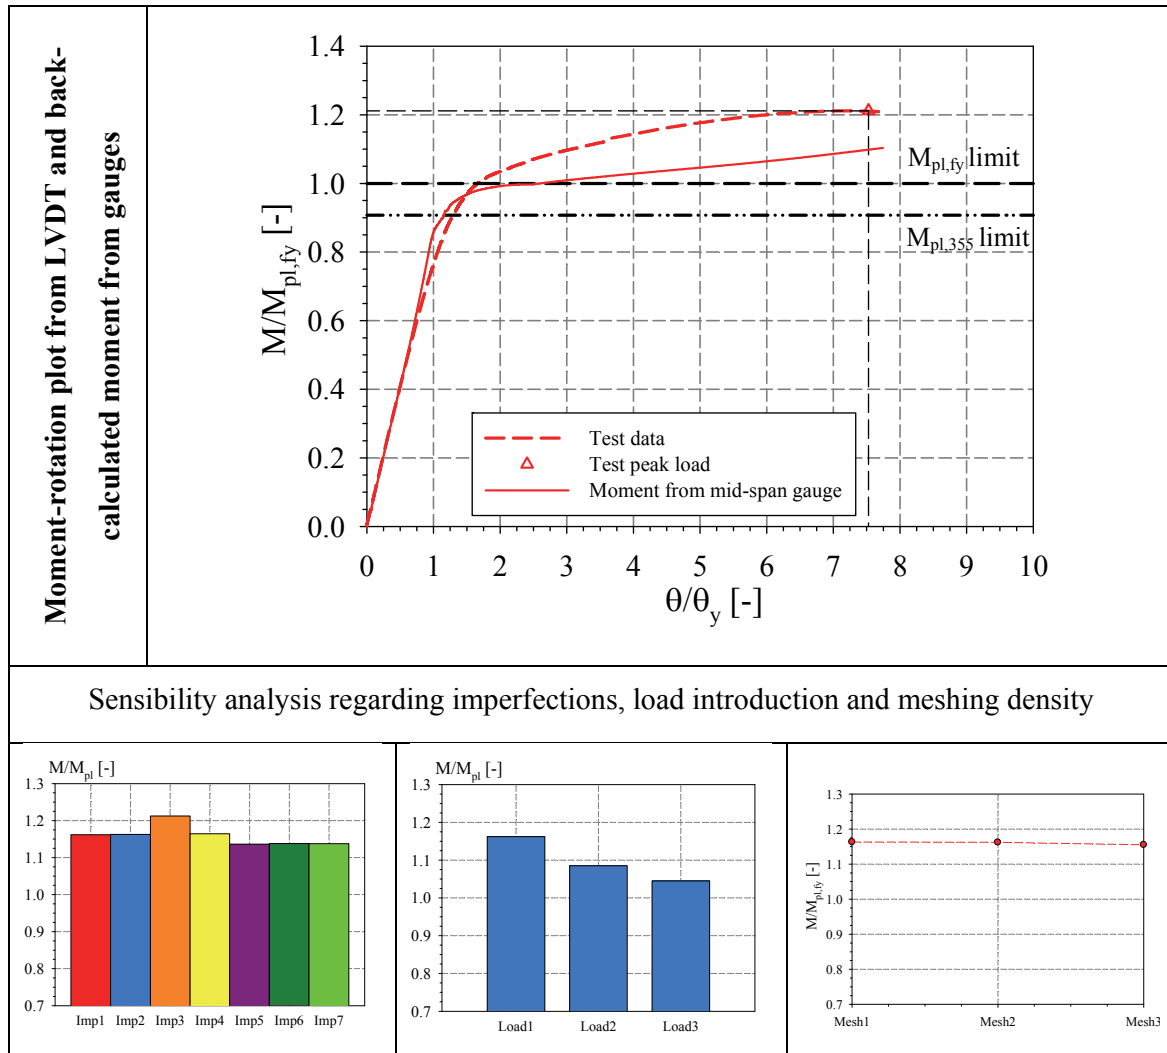 Moment-rotation plot from LVDT and back-
calculated moment from gauges
M/Mpl,fy [-]
1.4
1.2
1.0
0.8
0.6
0.4
0.2
0.0
Mpl,fy limit
Mpl,355 limit
Test data
Test peak load
Moment from mid-span gauge
0 1 2 3 4 5 6 7 8 9 10
θ/θy [-]
Sensibility analysis regarding imperfections, load introduction and meshing density
M/Mpl [-]
1.3
1.2
1.1
1.0
0.9
0.8
0.7
Imp1 Imp2 Imp3 Imp4 Imp5 Imp6 Imp7
M/Mpl [-]
1.3
1.2
1.1
1.0
0.9
0.8
0.7
Load1 Load2 Load3
M/Mpl,fy [-]
1.3
1.2
1.1
1.0
0.9
0.8
0.7
Mesh1 Mesh2 Mesh3